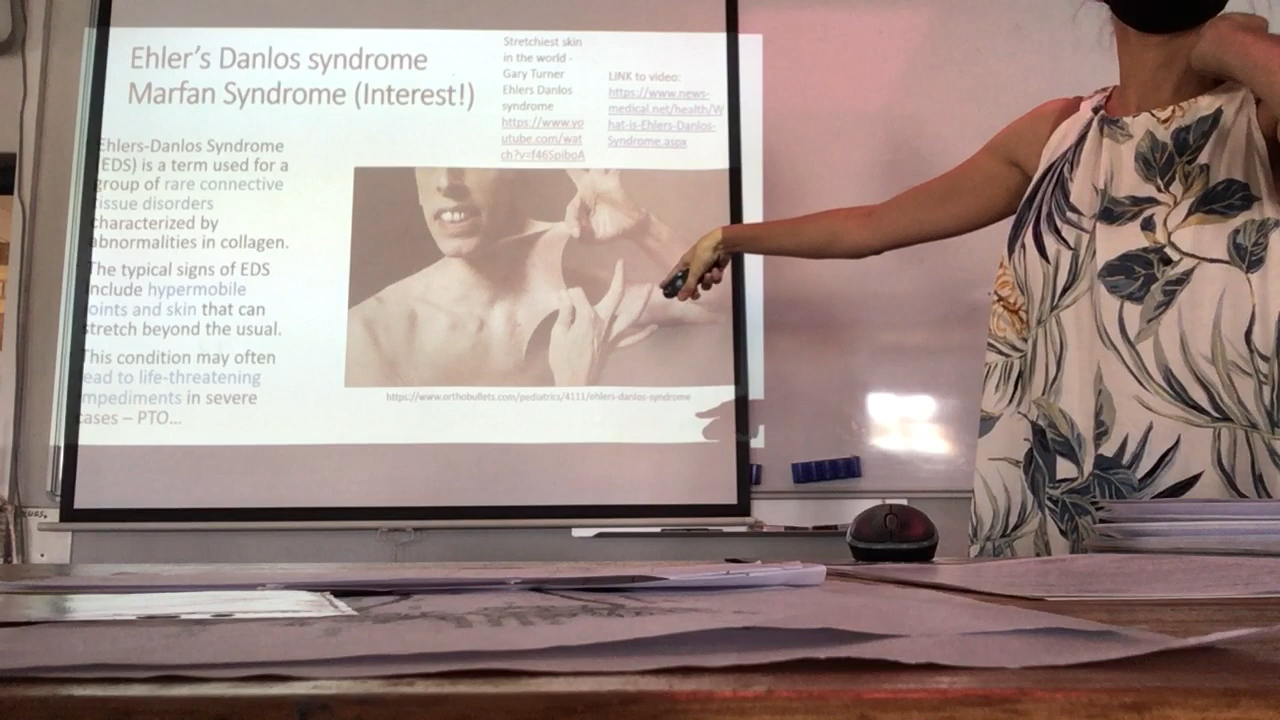 Ehler's Danlos syndrome
Marfan Syndrome (Interest!)
Stretchiest skin
in the world -
Gary Turner
Ehlers Danlos
syndrome
https://www.yo
utube.com/wat
ch?v=f46SpiboA
LINK to video:
https://www.news-
medical.net/health/W
hat-is-Ehlers-Danlos-
Syndrome.aspx
Ehlers-Danlos Syndrome
(EDS) is a term used for a
group of rare connective
tissue disorders
characterized by
abnormalities in collagen.
The typical signs of EDS
include hypermobile
joints and skin that can
stretch beyond the usual.
This condition may often
lead to life-threatening
impediments in severe
cases – PTO...
https://www.orthobullets.com/pediatrics/4111/ehlers-danlos-syndrome